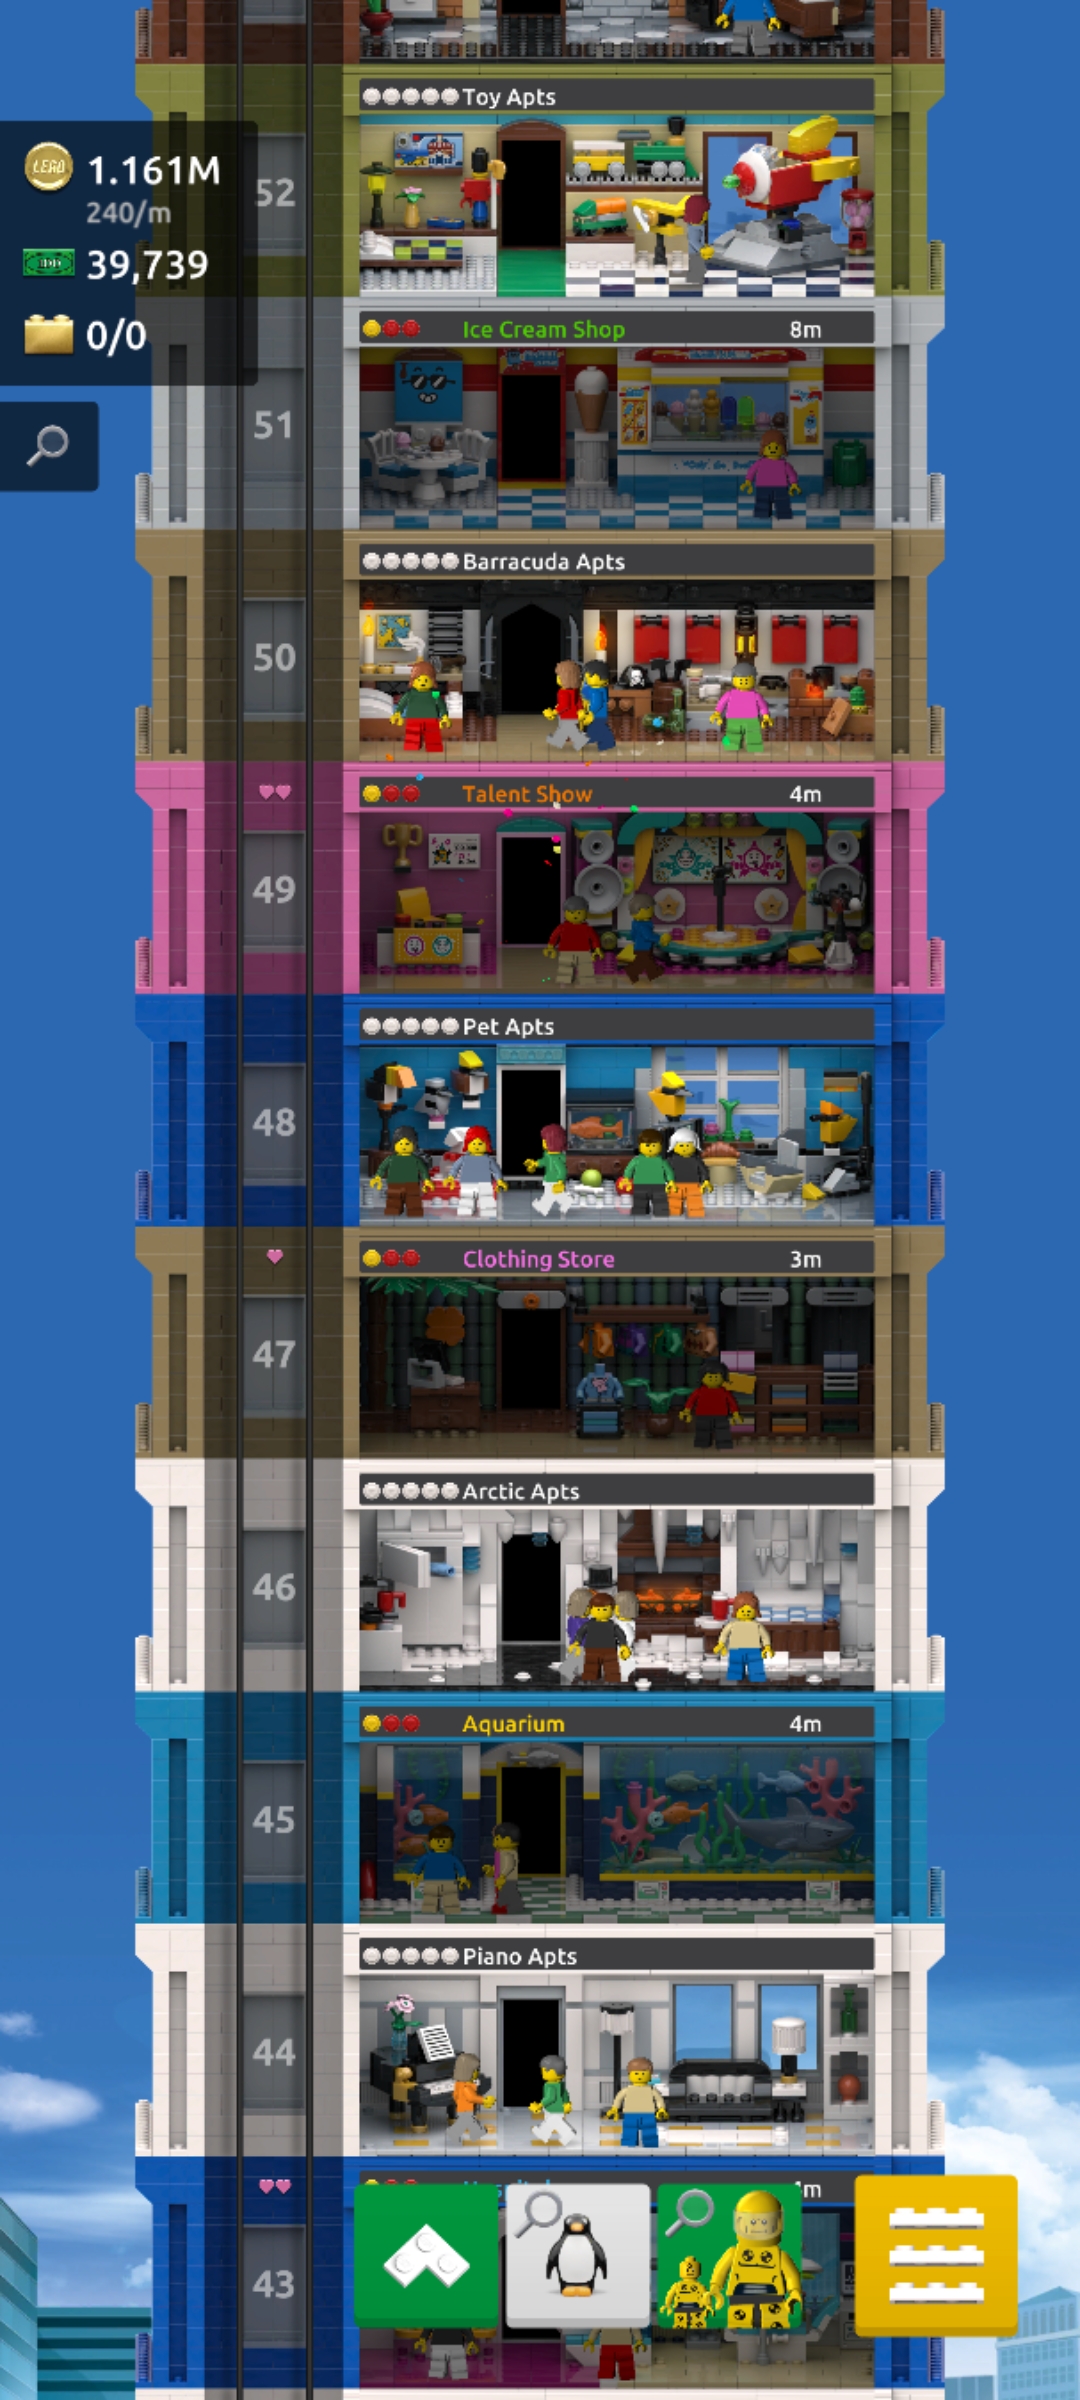 Toy Apts
LEGO 1.161M
240/m
52
39,739
Ice Cream Shop 8m
0/0
51
Barracuda Apts
50
Talent Show 4m
49
Pet Apts
48
Clothing Store 3m
47
Arctic Apts
46
Aquarium 4m
45
Piano Apts
44
43